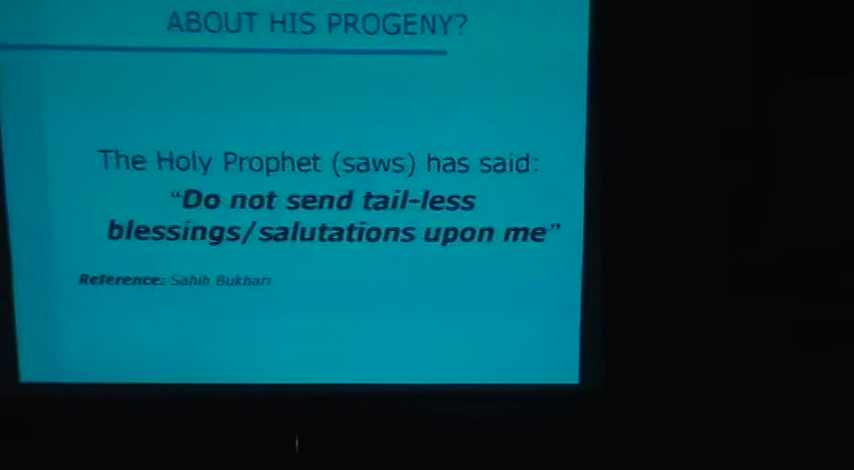 ABOUT HIS PROGENY?
The Holy Prophet (saws) has said:
"Do not send tail-less
blessings/salutations upon me"
Reference: Sahih Bukhari